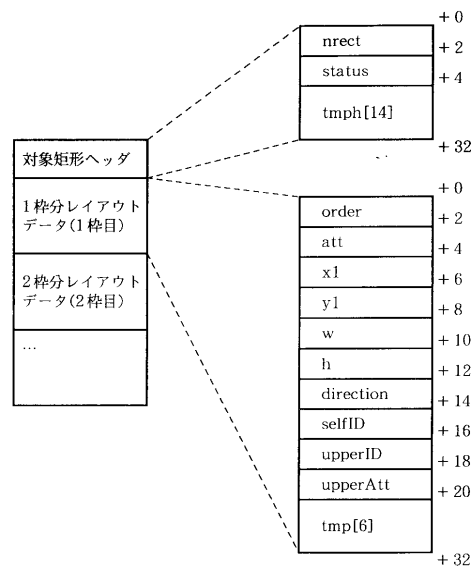 対象矩形ヘッダ
1枠分レイアウト
データ(1枠目)
2枠分レイアウト
データ(2枠目)
…
+0
nrect
+2
status
+4
tmph[14]
+32
+0
order
+2
att
+4
x1
+6
y1
+8
w
+10
h
+12
direction
+14
selfID
+16
upperID
+18
upperAtt
+20
tmp[6]
+32